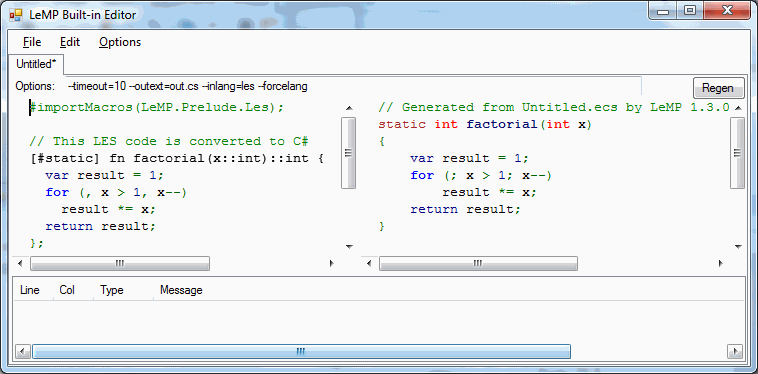 LeMP Built-in Editor
File Edit Options
Untitled*
Options: --timeout=10 --outext=out.cs --inlang=les --forcelang
Regen
#importMacros(LeMP.Prelude.Les);
// This LES code is converted to C#
[#static] fn factorial(x::int)::int {
  var result = 1;
  for (, x > 1, x--)
    result *= x;
  return result;
};
// Generated from Untitled.ecs by LeMP 1.3.0
static int factorial(int x)
{
    var result = 1;
    for (; x > 1; x--)
        result *= x;
    return result;
}
Line Col Type Message